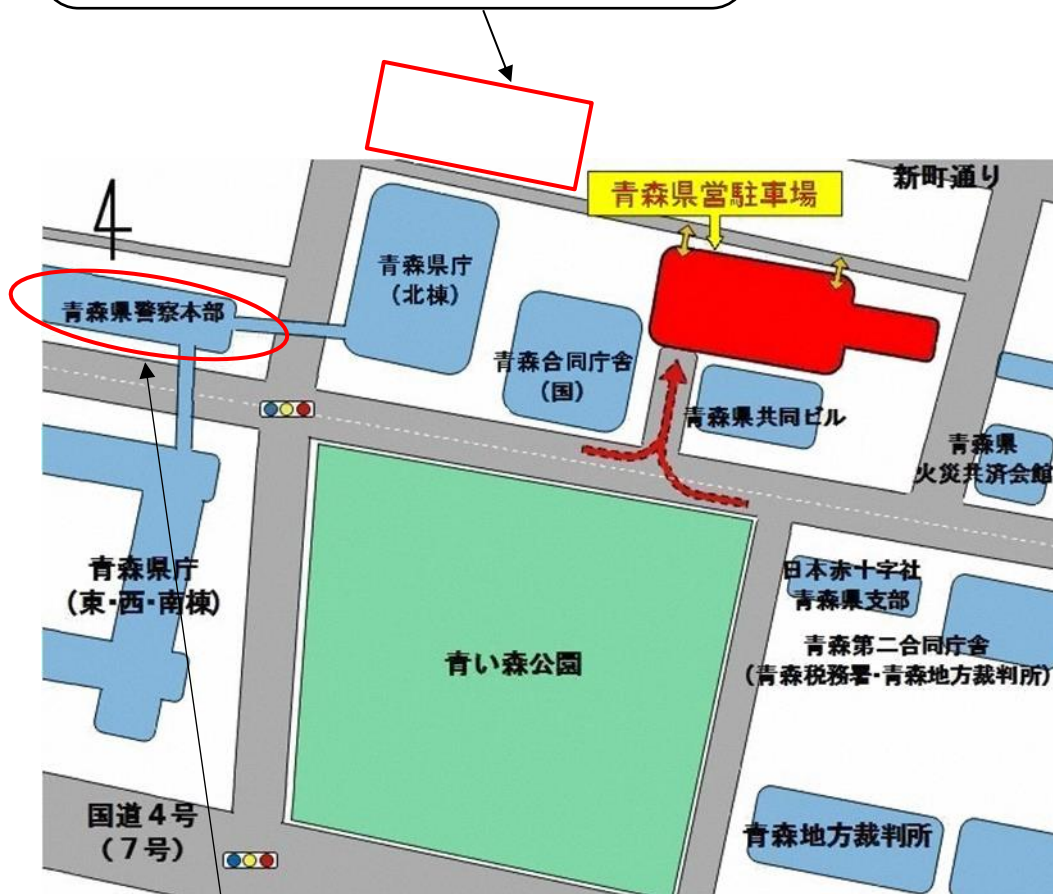 新町通り
青森県営駐車場
青森県庁
(北棟)
青森県警察本部
青森合同庁舎
(国)
青森県共同ビル
青森県
火災共済会館
青森県庁
(東・西・南棟)
日本赤十字社
青森県支部
青森第二合同庁舎
(青森税務署・青森地方裁判所)
青い森公園
国道4号
(7号)
青森地方裁判所